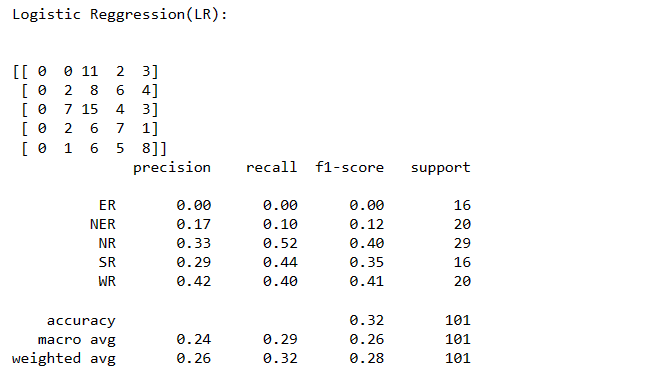 Logistic Reggression(LR):
[[ 0  0 11  2  3]
 [ 0  2  8  6  4]
 [ 0  7 15  4  3]
 [ 0  2  6  7  1]
 [ 0  1  6  5  8]]
precision recall f1-score support
ER 0.00 0.00 0.00 16
NER 0.17 0.10 0.12 20
NR 0.33 0.52 0.40 29
SR 0.29 0.44 0.35 16
WR 0.42 0.40 0.41 20
accuracy 0.32 101
macro avg 0.24 0.29 0.26 101
weighted avg 0.26 0.32 0.28 101